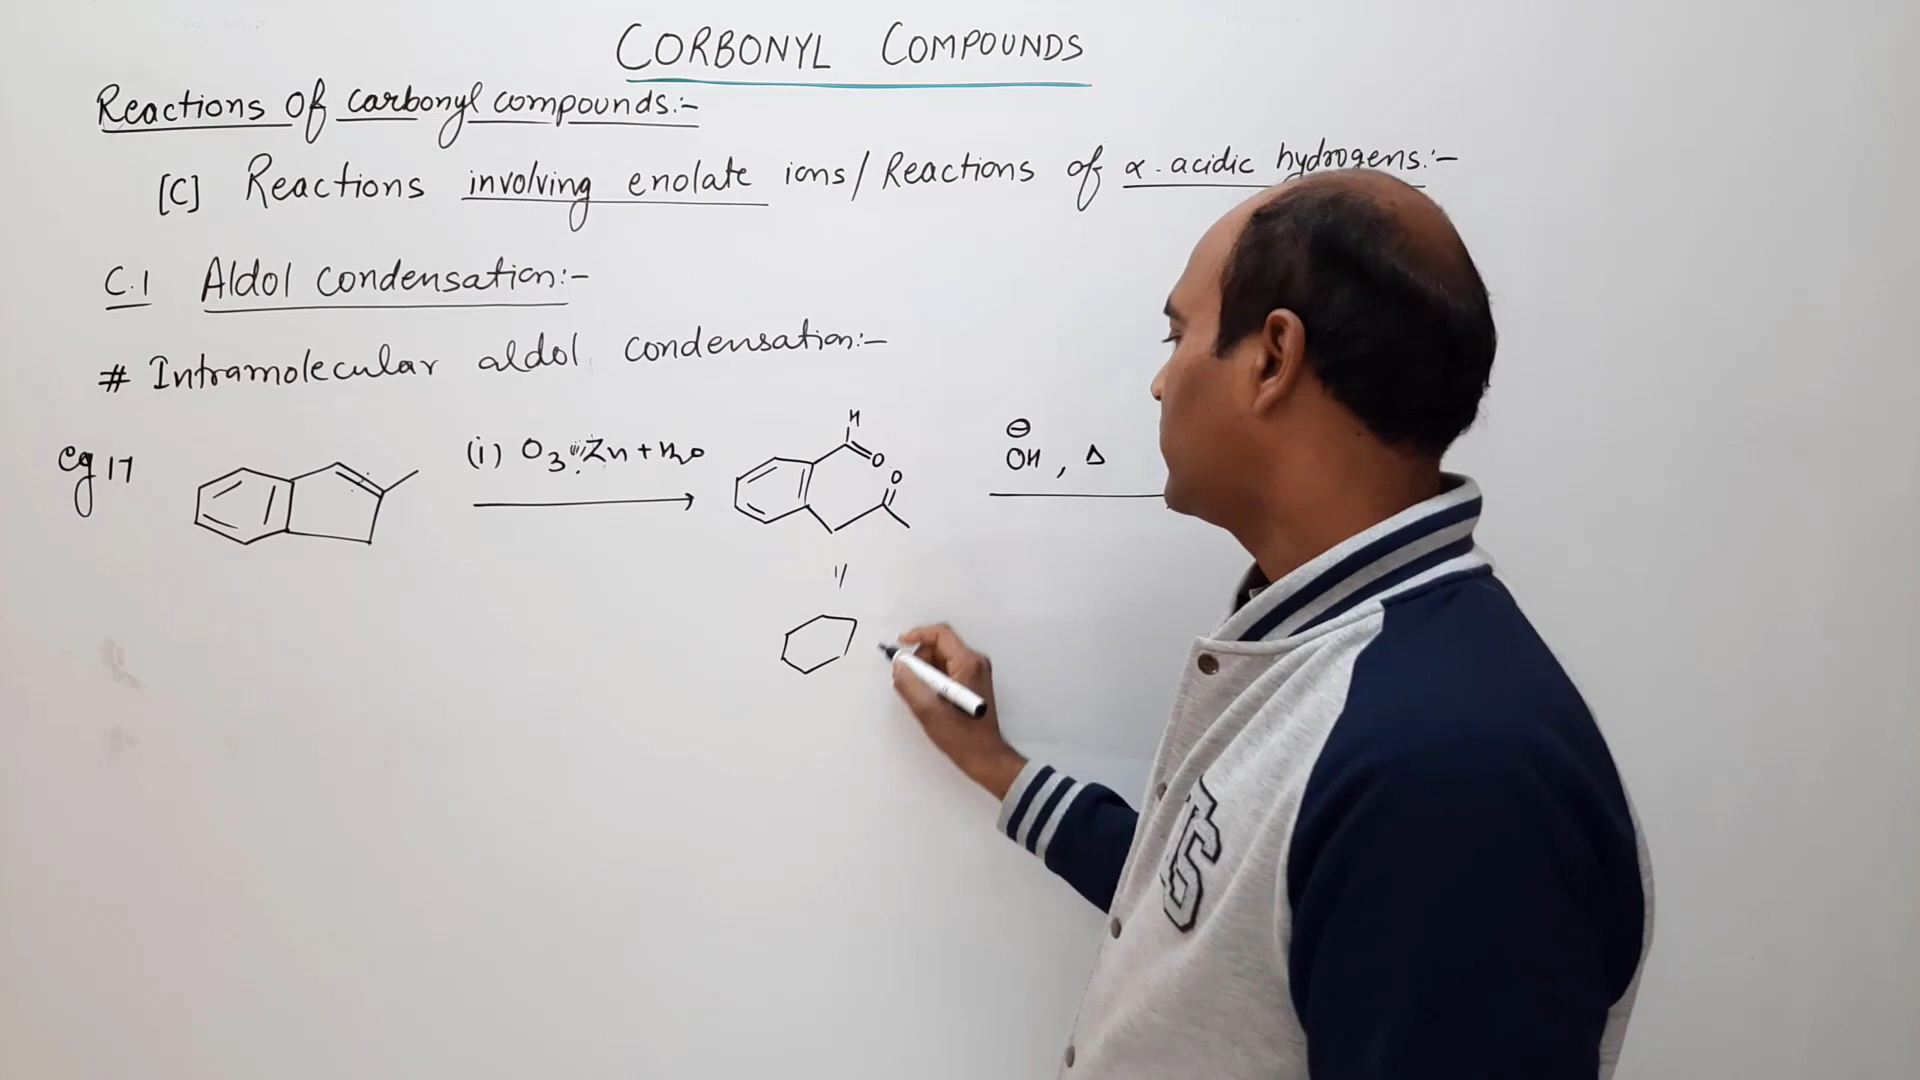 CORBONYL COMPOUNDS
Reactions Of carbonyl compounds:-
[C] Reactions involving enolate ions/Reactions of α-acidic hydrogens:-
C.1 Aldol condensation:-
# Intramolecular aldol condensation:-
eg 17
(i) O3, Zn + H2O
H
O
O
⊖
OH, Δ